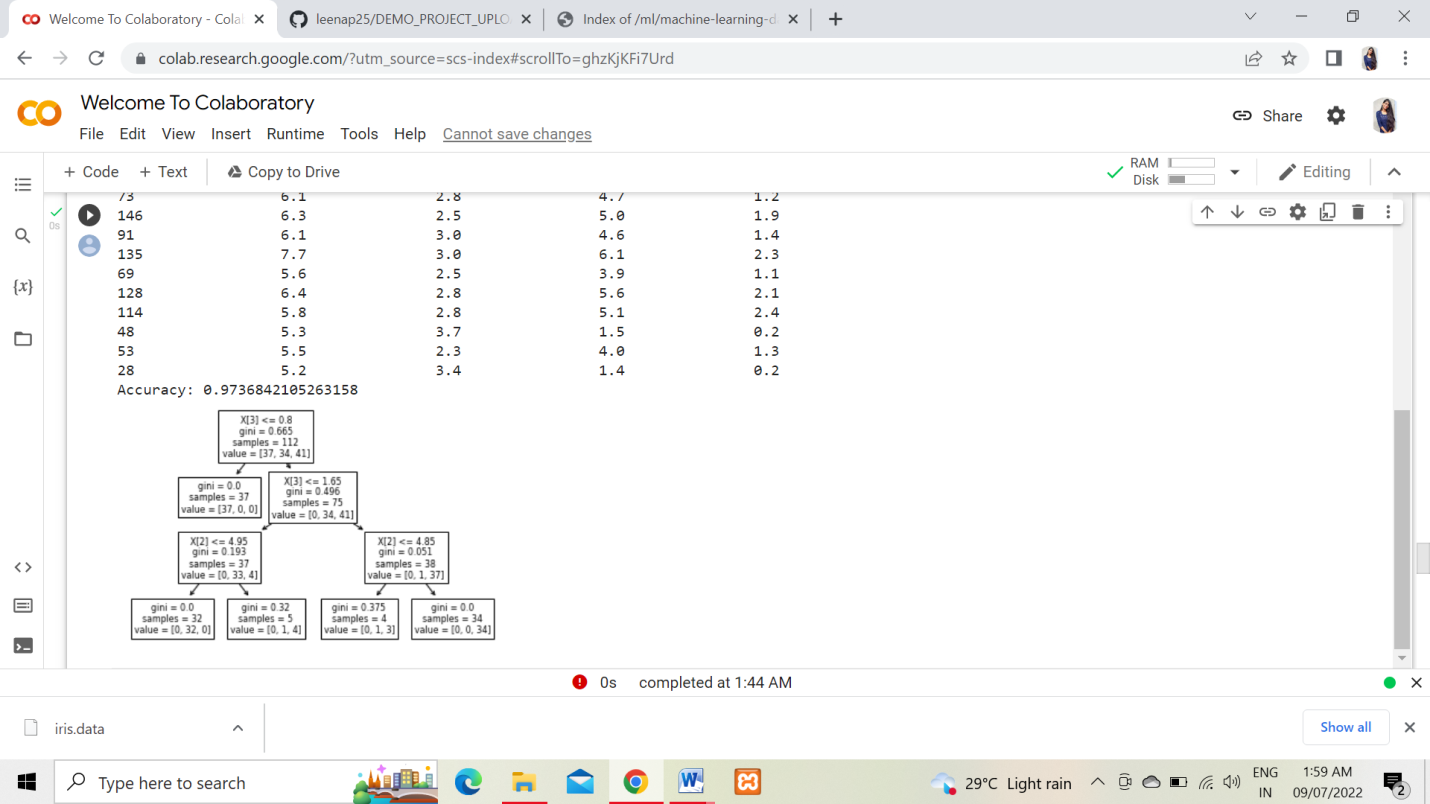 Welcome To Colaboratory - Cola
leenap25/DEMO_PROJECT_UPLO
Index of /ml/machine-learning-d
colab.research.google.com/?utm_source=scs-index#scrollTo=ghzKjKFi7Urd
Welcome To Colaboratory
File Edit View Insert Runtime Tools Help Cannot save changes
Share
+ Code + Text Copy to Drive
RAM
Disk
Editing
73 6.1 2.8 4.7 1.2
0s
146 6.3 2.5 5.0 1.9
91 6.1 3.0 4.6 1.4
135 7.7 3.0 6.1 2.3
69 5.6 2.5 3.9 1.1
128 6.4 2.8 5.6 2.1
114 5.8 2.8 5.1 2.4
48 5.3 3.7 1.5 0.2
53 5.5 2.3 4.0 1.3
28 5.2 3.4 1.4 0.2
Accuracy: 0.9736842105263158
X[3] <= 0.8
gini = 0.665
samples = 112
value = [37, 34, 41]
gini = 0.0
samples = 37
value = [37, 0, 0]
X[3] <= 1.65
gini = 0.496
samples = 75
value = [0, 34, 41]
X[2] <= 4.95
gini = 0.193
samples = 37
value = [0, 33, 4]
X[2] <= 4.85
gini = 0.051
samples = 38
value = [0, 1, 37]
gini = 0.0
samples = 32
value = [0, 32, 0]
gini = 0.32
samples = 5
value = [0, 1, 4]
gini = 0.375
samples = 4
value = [0, 1, 3]
gini = 0.0
samples = 34
value = [0, 0, 34]
{x}
0s completed at 1:44 AM
iris.data
Show all
Type here to search
29°C Light rain
ENG
IN
1:59 AM
09/07/2022
2